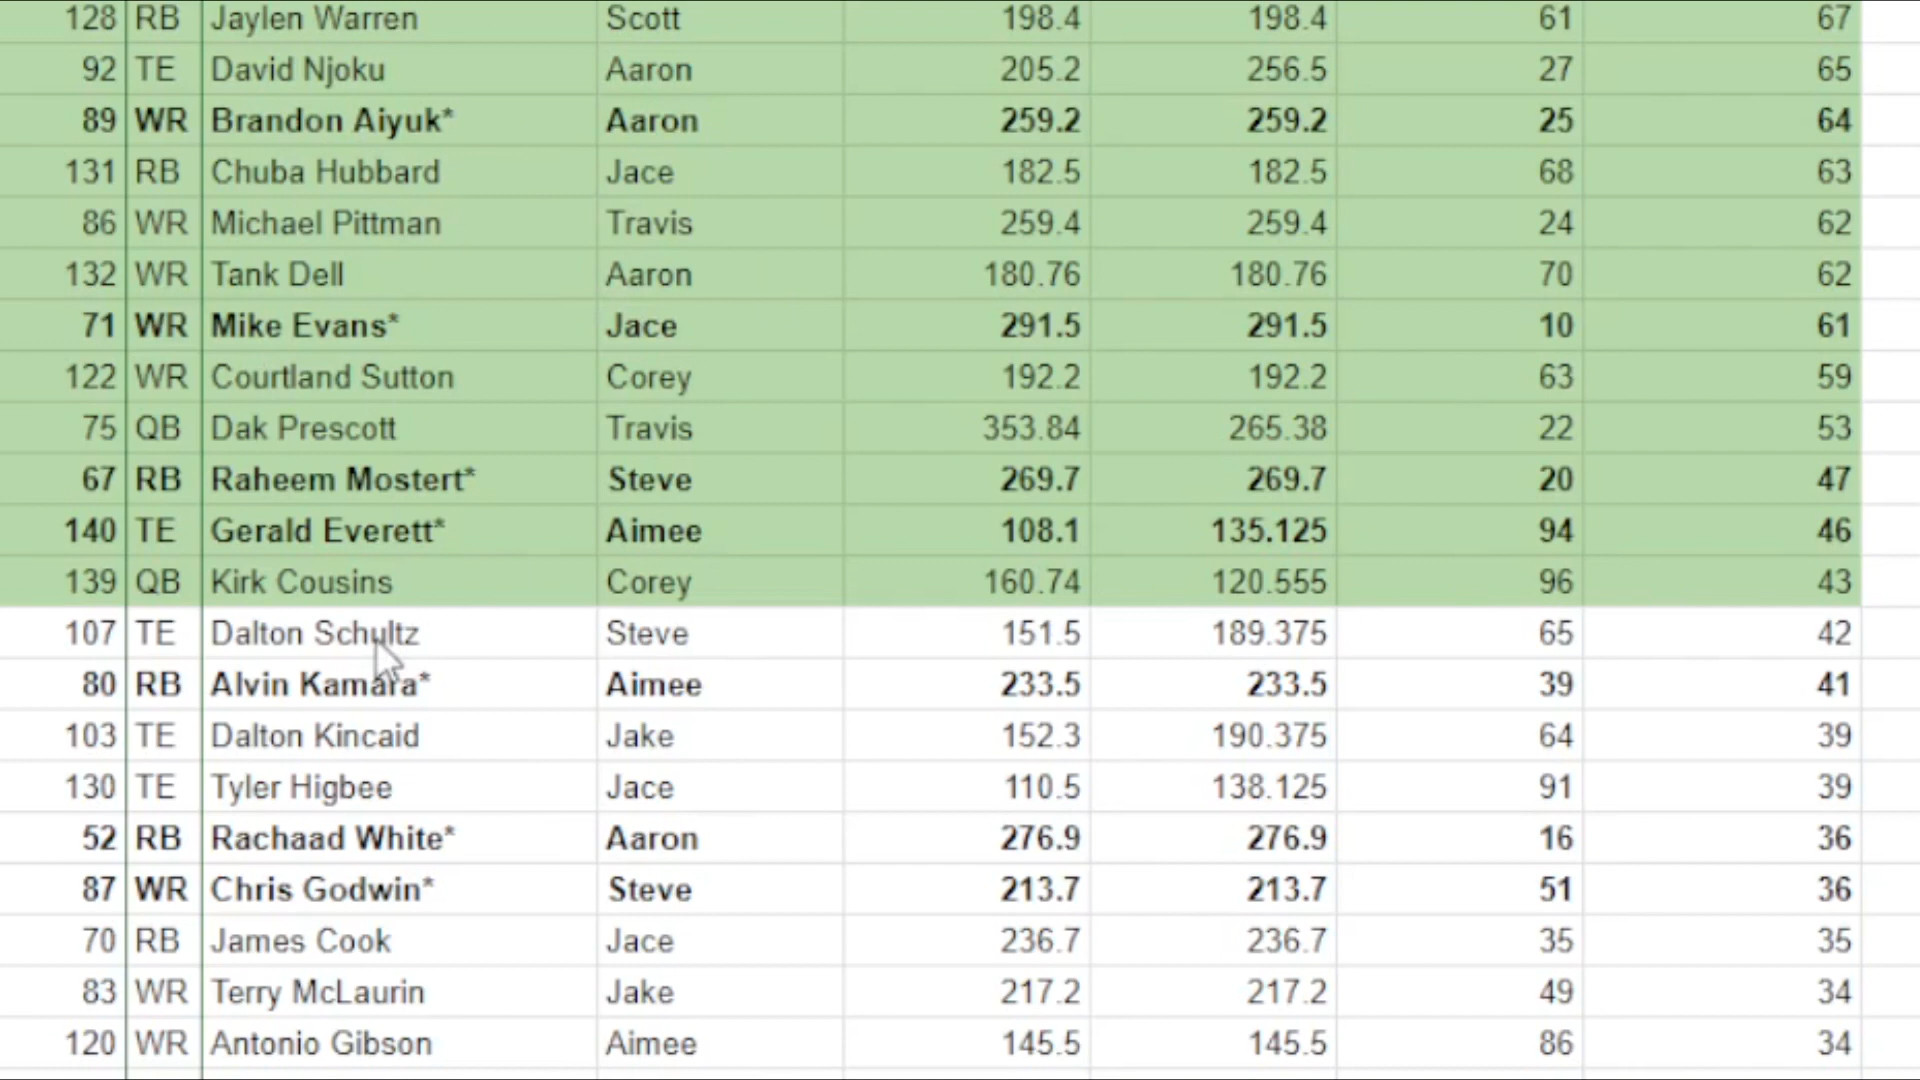 128 RB Jaylen Warren Scott 198.4 198.4 61 67
92 TE David Njoku Aaron 205.2 256.5 27 65
89 WR Brandon Aiyuk* Aaron 259.2 259.2 25 64
131 RB Chuba Hubbard Jace 182.5 182.5 68 63
86 WR Michael Pittman Travis 259.4 259.4 24 62
132 WR Tank Dell Aaron 180.76 180.76 70 62
71 WR Mike Evans* Jace 291.5 291.5 10 61
122 WR Courtland Sutton Corey 192.2 192.2 63 59
75 QB Dak Prescott Travis 353.84 265.38 22 53
67 RB Raheem Mostert* Steve 269.7 269.7 20 47
140 TE Gerald Everett* Aimee 108.1 135.125 94 46
139 QB Kirk Cousins Corey 160.74 120.555 96 43
107 TE Dalton Schultz Steve 151.5 189.375 65 42
80 RB Alvin Kamara* Aimee 233.5 233.5 39 41
103 TE Dalton Kincaid Jake 152.3 190.375 64 39
130 TE Tyler Higbee Jace 110.5 138.125 91 39
52 RB Rachaad White* Aaron 276.9 276.9 16 36
87 WR Chris Godwin* Steve 213.7 213.7 51 36
70 RB James Cook Jace 236.7 236.7 35 35
83 WR Terry McLaurin Jake 217.2 217.2 49 34
120 WR Antonio Gibson Aimee 145.5 145.5 86 34